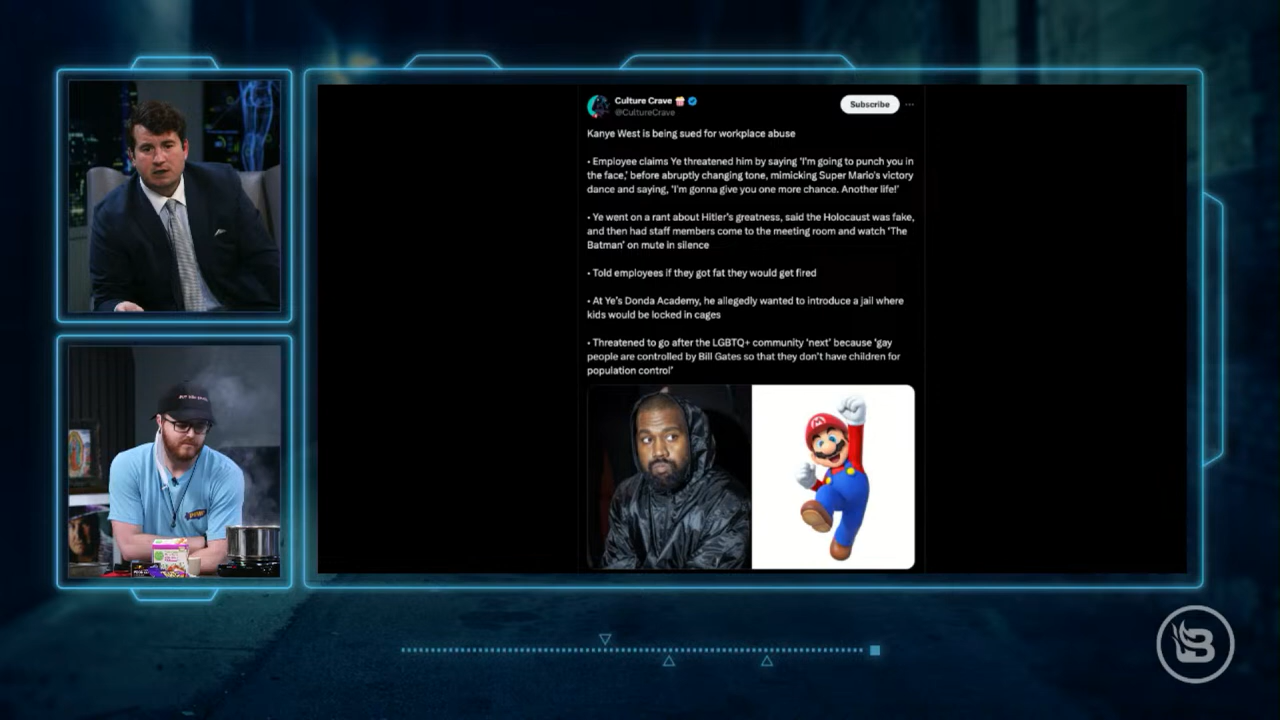 Culture Crave
@CultureCrave
Subscribe
Kanye West is being sued for workplace abuse
• Employee claims Ye threatened him by saying 'I'm going to punch you in
the face,' before abruptly changing tone, mimicking Super Mario's victory
dance and saying, 'I'm gonna give you one more chance. Another life!'
• Ye went on a rant about Hitler's greatness, said the Holocaust was fake,
and then had staff members come to the meeting room and watch 'The
Batman' on mute in silence
• Told employees if they got fat they would get fired
• At Ye's Donda Academy, he allegedly wanted to introduce a jail where
kids would be locked in cages
• Threatened to go after the LGBTQ+ community 'next' because 'gay
people are controlled by Bill Gates so that they don't have children for
population control'
M
B